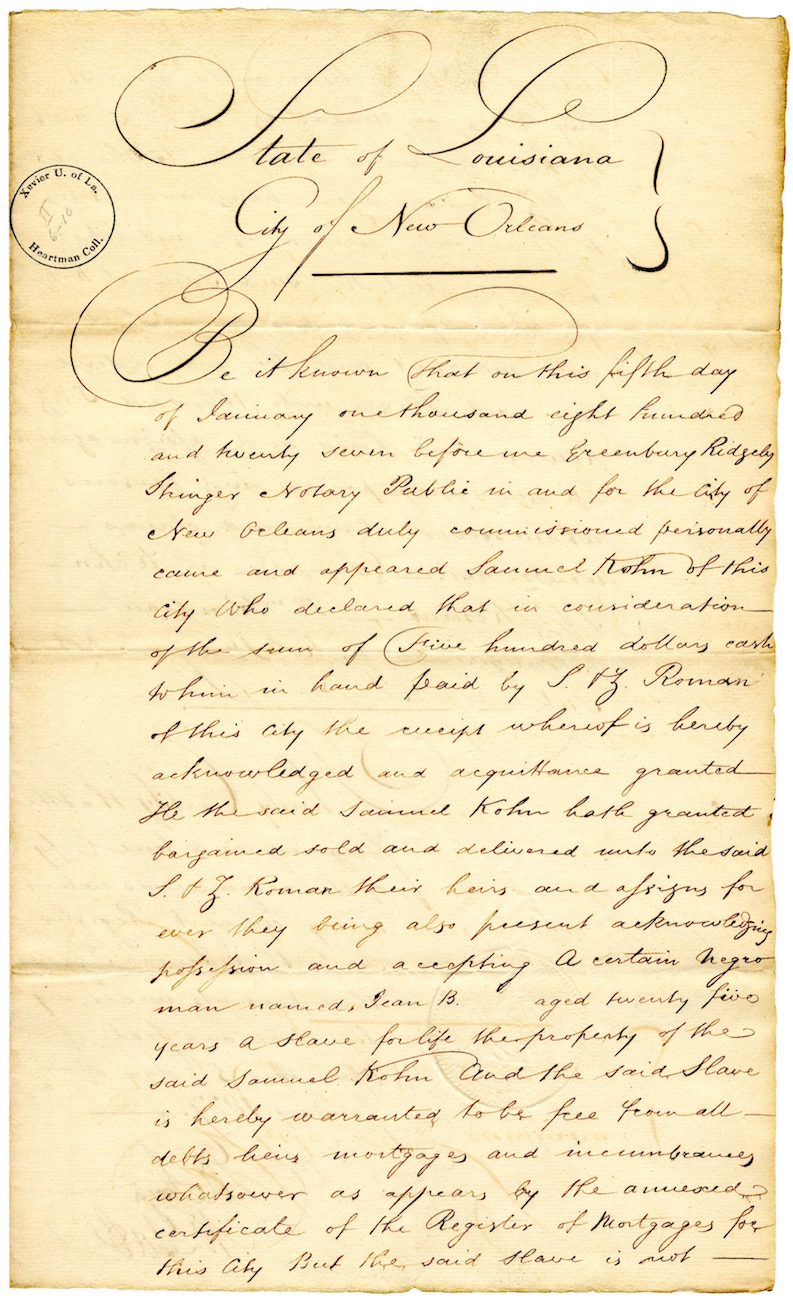 State of Louisiana
City of New Orleans
Xavier U. of La.
II
6-16
Heartman Coll.
Be it known that on this fifth day
of January one thousand eight hundred
and twenty seven before me Greenbury Ridgely
Stringer Notary Public in and for the City of
New Orleans duly commissioned personally
came and appeared Samuel Kohn of this
City Who declared that in consideration
of the sum of Five hundred dollars cash
to him in hand paid by S. & Z. Roman
of this City the receipt whereof is hereby
acknowledged and acquittance granted
He the said Samuel Kohn hath granted
bargained sold and delivered unto the said
S. & Z. Roman their heirs and assigns for
ever they being also present acknowledging
possession and accepting A certain Negro
man named, Jean B. aged twenty five
years a slave for life the property of the
said Samuel Kohn And the said Slave
is hereby warranted to be free from all
debts liens mortgages and incumbrances
whatsoever as appears by the annexed
certificate of the Register of Mortgages for
this City But the said slave is not